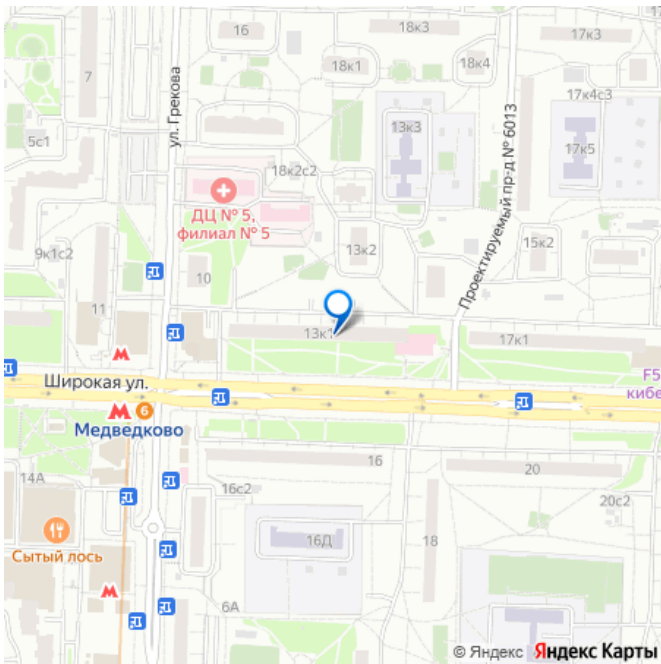 16
18к3
17к3
7
ул. Грекова
18к1
18к4
17к4с3
5с1
13к3
17к5
18к2с2
Проектируемый пр-д № 6013
ДЦ № 5,
филиал № 5
13к2
15к2
9к1с2
10
11
13к1
17к1
Широкая ул.
F5
кибе
6
Медведково
14А
16
20
16с2
20с2
Сытый лось
16Д
18
6А
© Яндекс Яндекс Карты